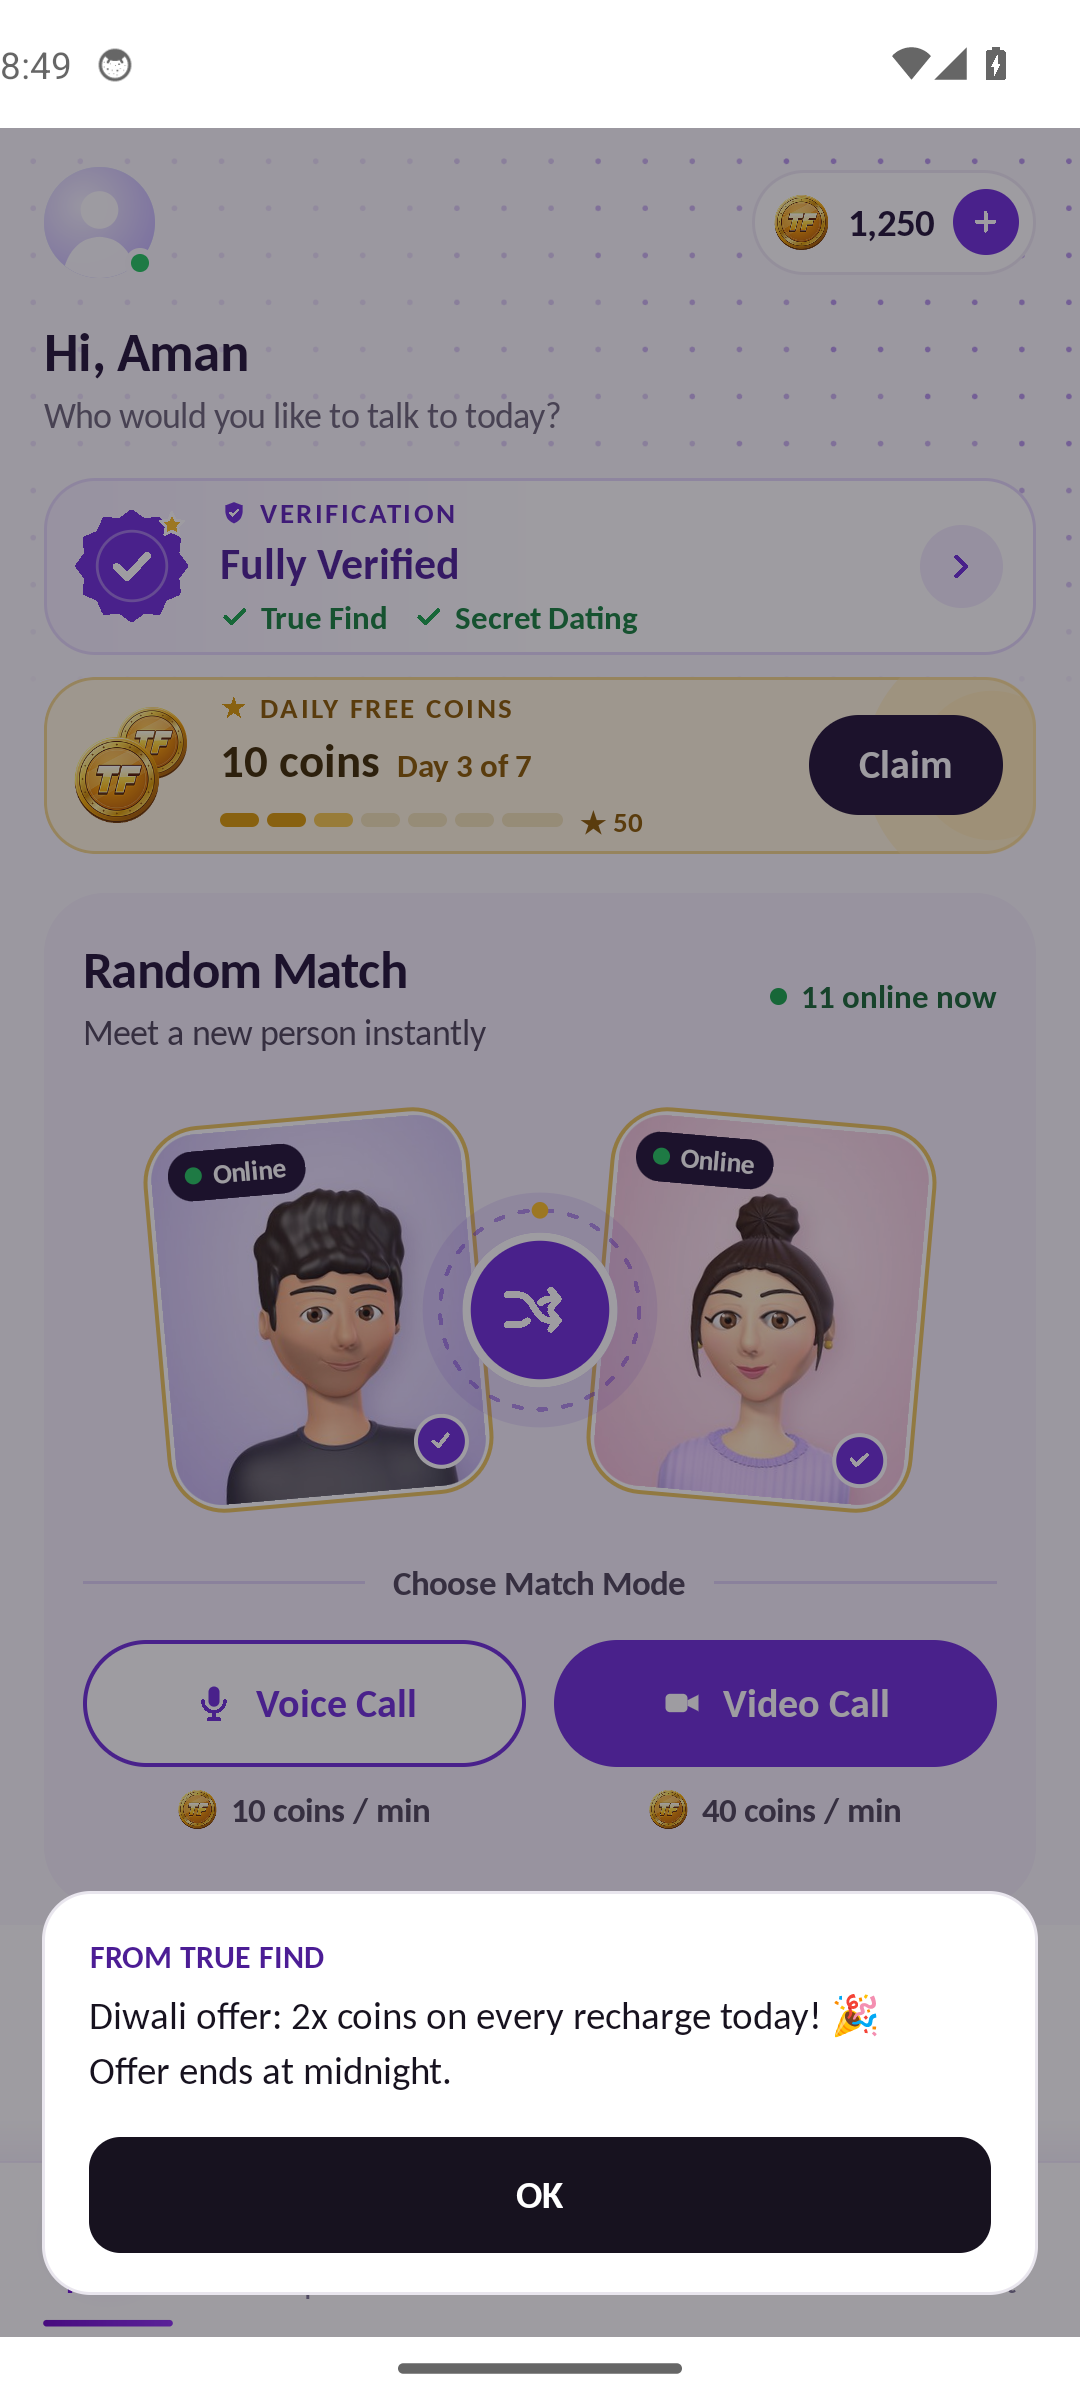 8:49
1,250
Hi, Aman
Who would you like to talk to today?
VERIFICATION
Fully Verified
True Find Secret Dating
DAILY FREE COINS
10 coins Day 3 of 7
★ 50
Claim
Random Match
Meet a new person instantly
11 online now
Online
Online
Choose Match Mode
Voice Call
Video Call
10 coins / min
40 coins / min
FROM TRUE FIND
Diwali offer: 2x coins on every recharge today! 🎉
Offer ends at midnight.
OK